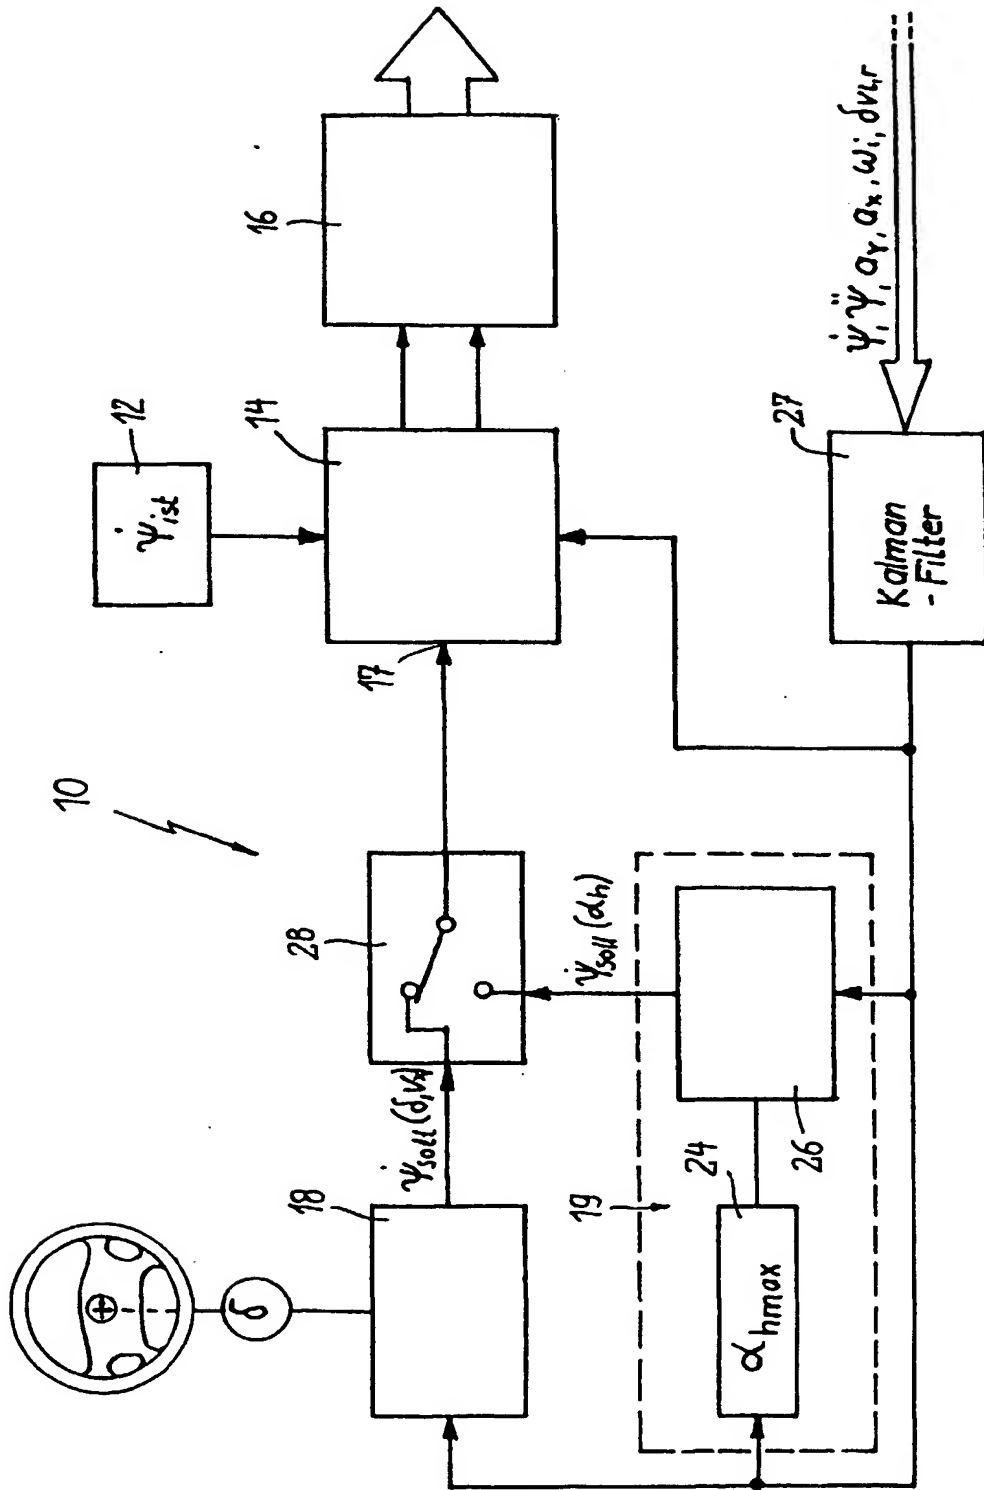 10
12
ψ̇ist
16
14
17
28
18
δ
ψ̇soll(δ,vx)
ψ̇soll(αh)
19
24
αhmax
26
27
Kalman
-Filter
ψ̇, ψ̈, ay, ax, ωi, δvl,r